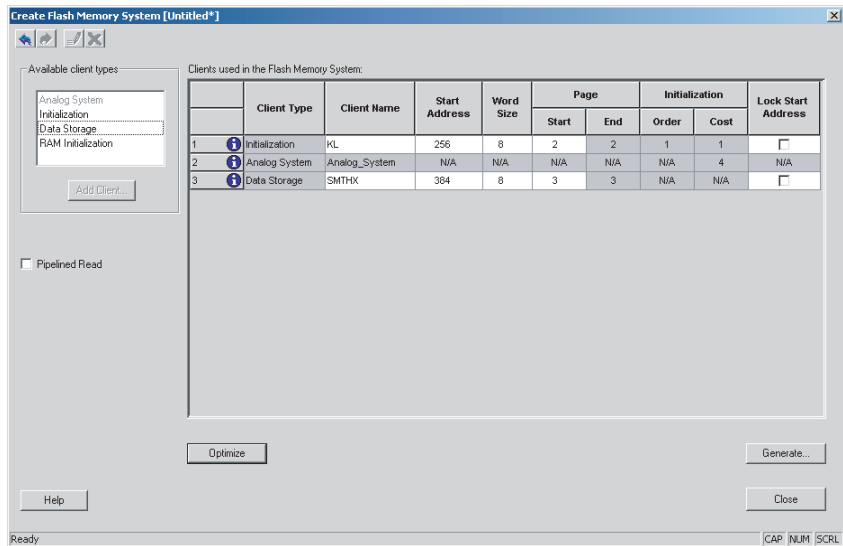 Create Flash Memory System [Untitled*]
Available client types
Analog System
Initialization
Data Storage
RAM Initialization
Add Client...
Pipelined Read
Clients used in the Flash Memory System:
Client Type Client Name Start Address Word Size Page Initialization Lock Start Address
Start End Order Cost
1 Initialization KL 256 8 2 2 1 1
2 Analog System Analog_System N/A N/A N/A N/A N/A 4 N/A
3 Data Storage SMTHX 384 8 3 3 N/A N/A
Optimize
Generate...
Help
Close
Ready CAP NUM SCRL